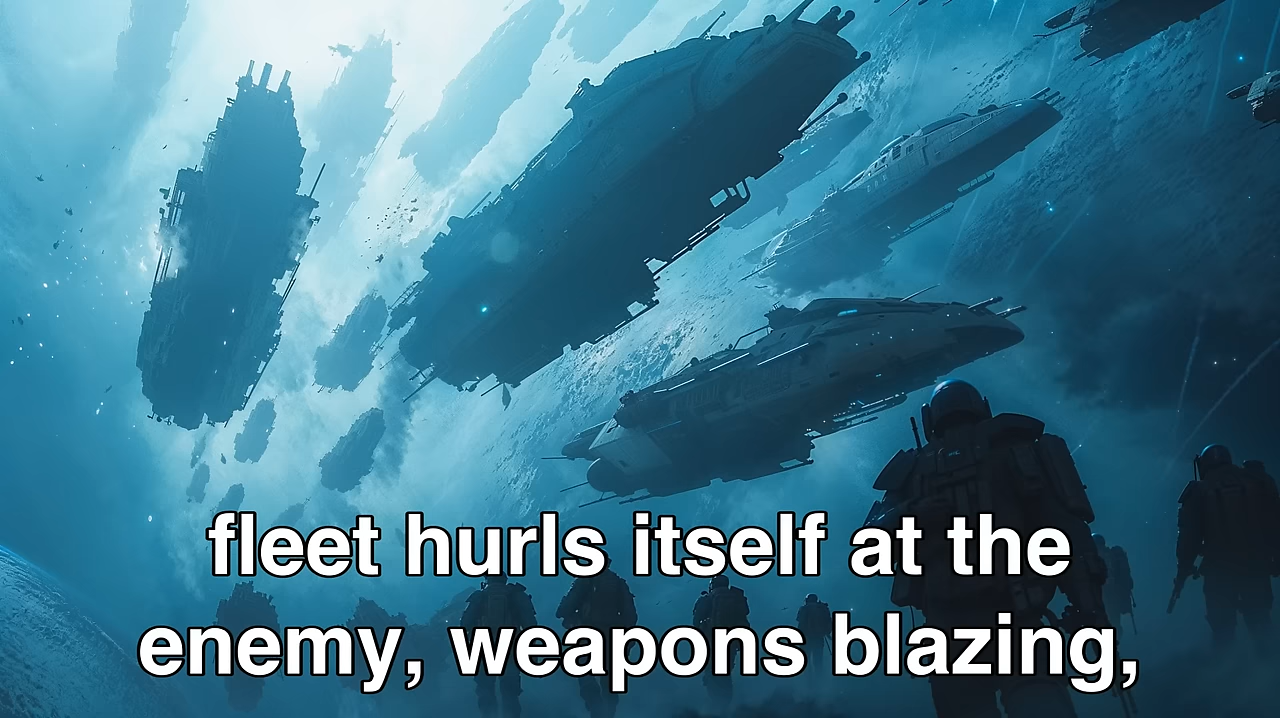 fleet hurls itself at the
enemy, weapons blazing,